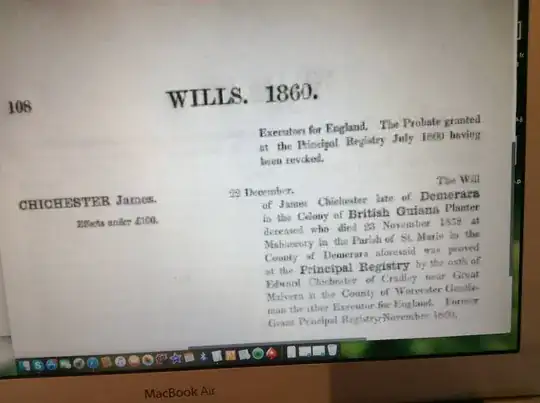 108
WILLS. 1860.
Executors for England. The Probate granted
at the Principal Registry July 1860 having
been revoked.
CHICHESTER James.
Effects under £100.
22 December. The Will
of James Chichester late of Demerara
in the Colony of British Guiana Planter
deceased who died 23 November 1858 at
in the Parish of St. Marie in the
County of Demerara aforesaid was proved
at the Principal Registry by the oath of
Edward Chichester of Cradley near Great
Malvern in the County of Worcester Gentle-
man the other Executor for England. Former
Grant Principal Registry November 1860.
MacBook Air